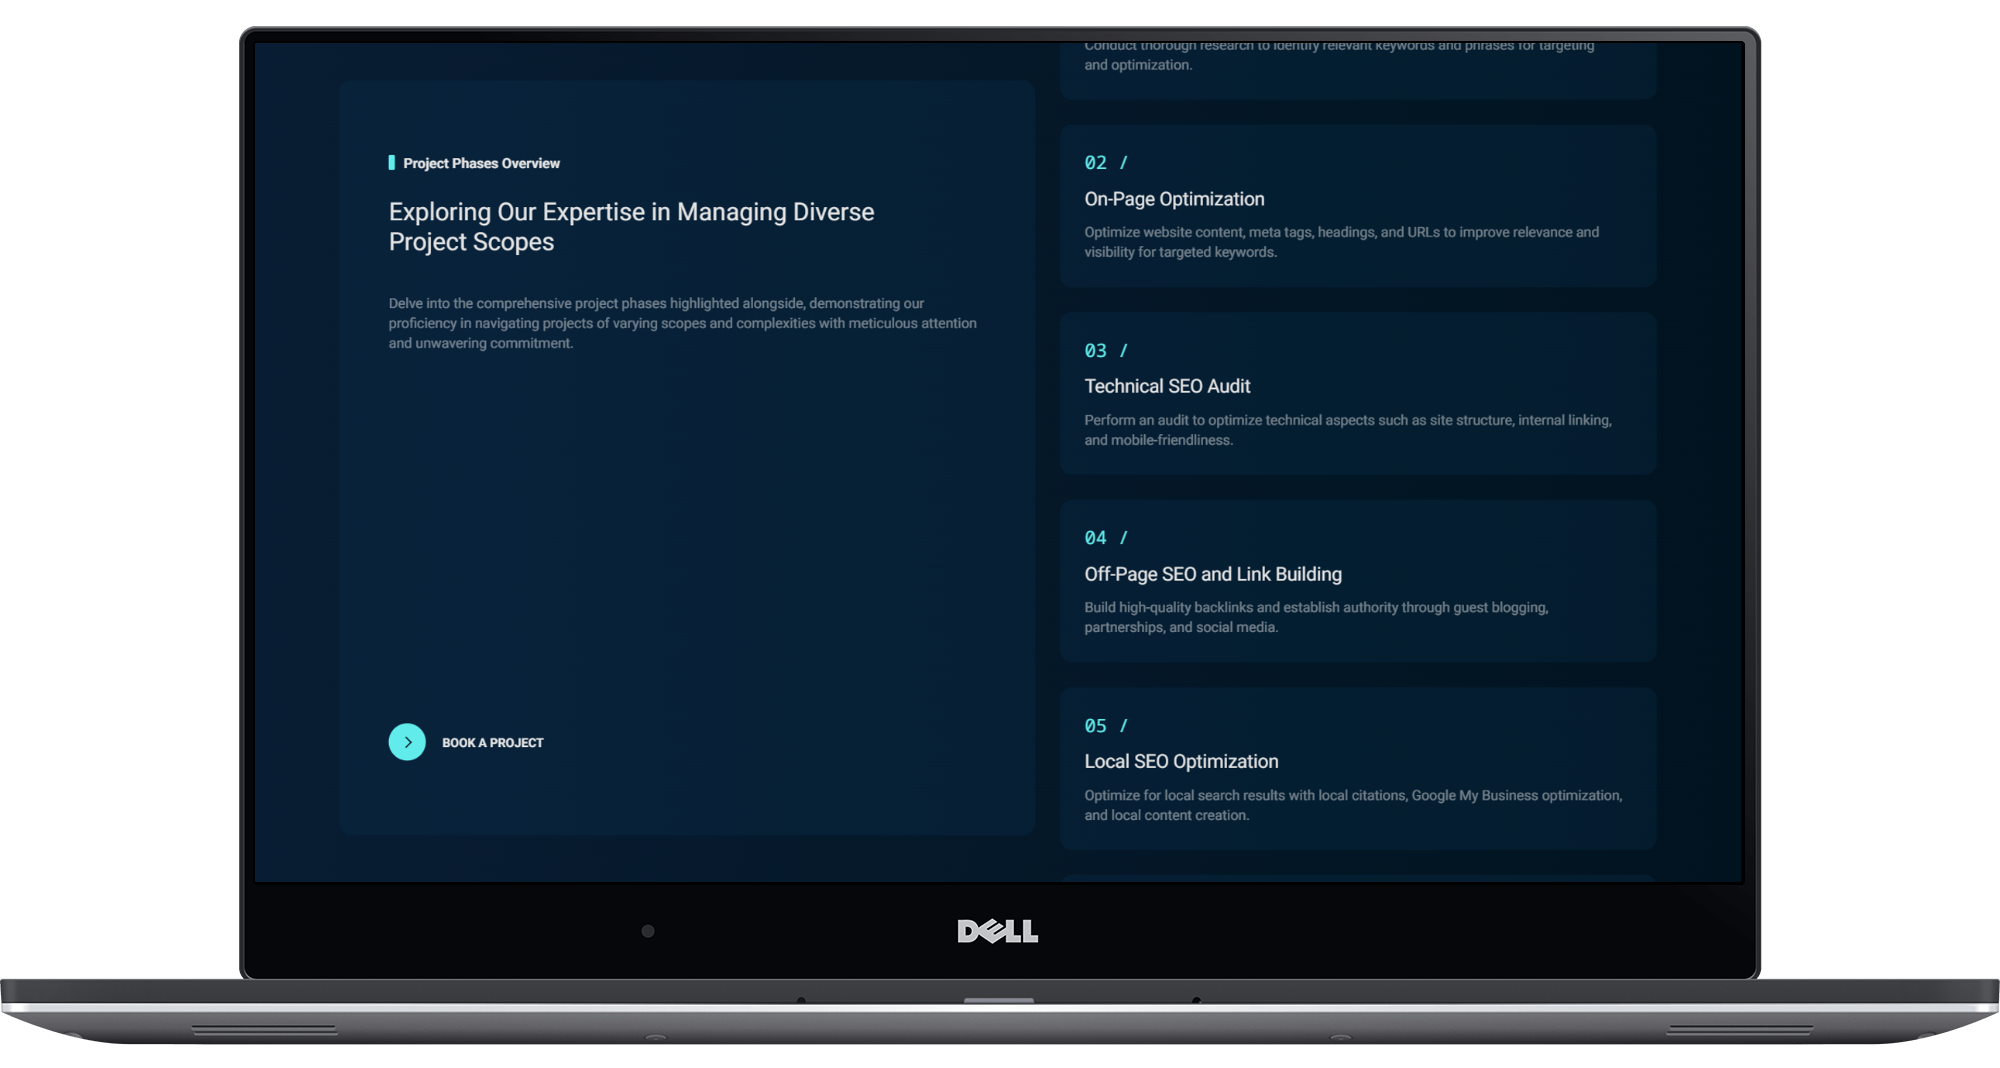 Project Phases Overview
Exploring Our Expertise in Managing Diverse
Project Scopes
Delve into the comprehensive project phases highlighted alongside, demonstrating our
proficiency in navigating projects of varying scopes and complexities with meticulous attention
and unwavering commitment.
BOOK A PROJECT
Conduct thorough research to identify relevant keywords and phrases for targeting
and optimization.
02 /
On-Page Optimization
Optimize website content, meta tags, headings, and URLs to improve relevance and
visibility for targeted keywords.
03 /
Technical SEO Audit
Perform an audit to optimize technical aspects such as site structure, internal linking,
and mobile-friendliness.
04 /
Off-Page SEO and Link Building
Build high-quality backlinks and establish authority through guest blogging,
partnerships, and social media.
05 /
Local SEO Optimization
Optimize for local search results with local citations, Google My Business optimization,
and local content creation.
DELL